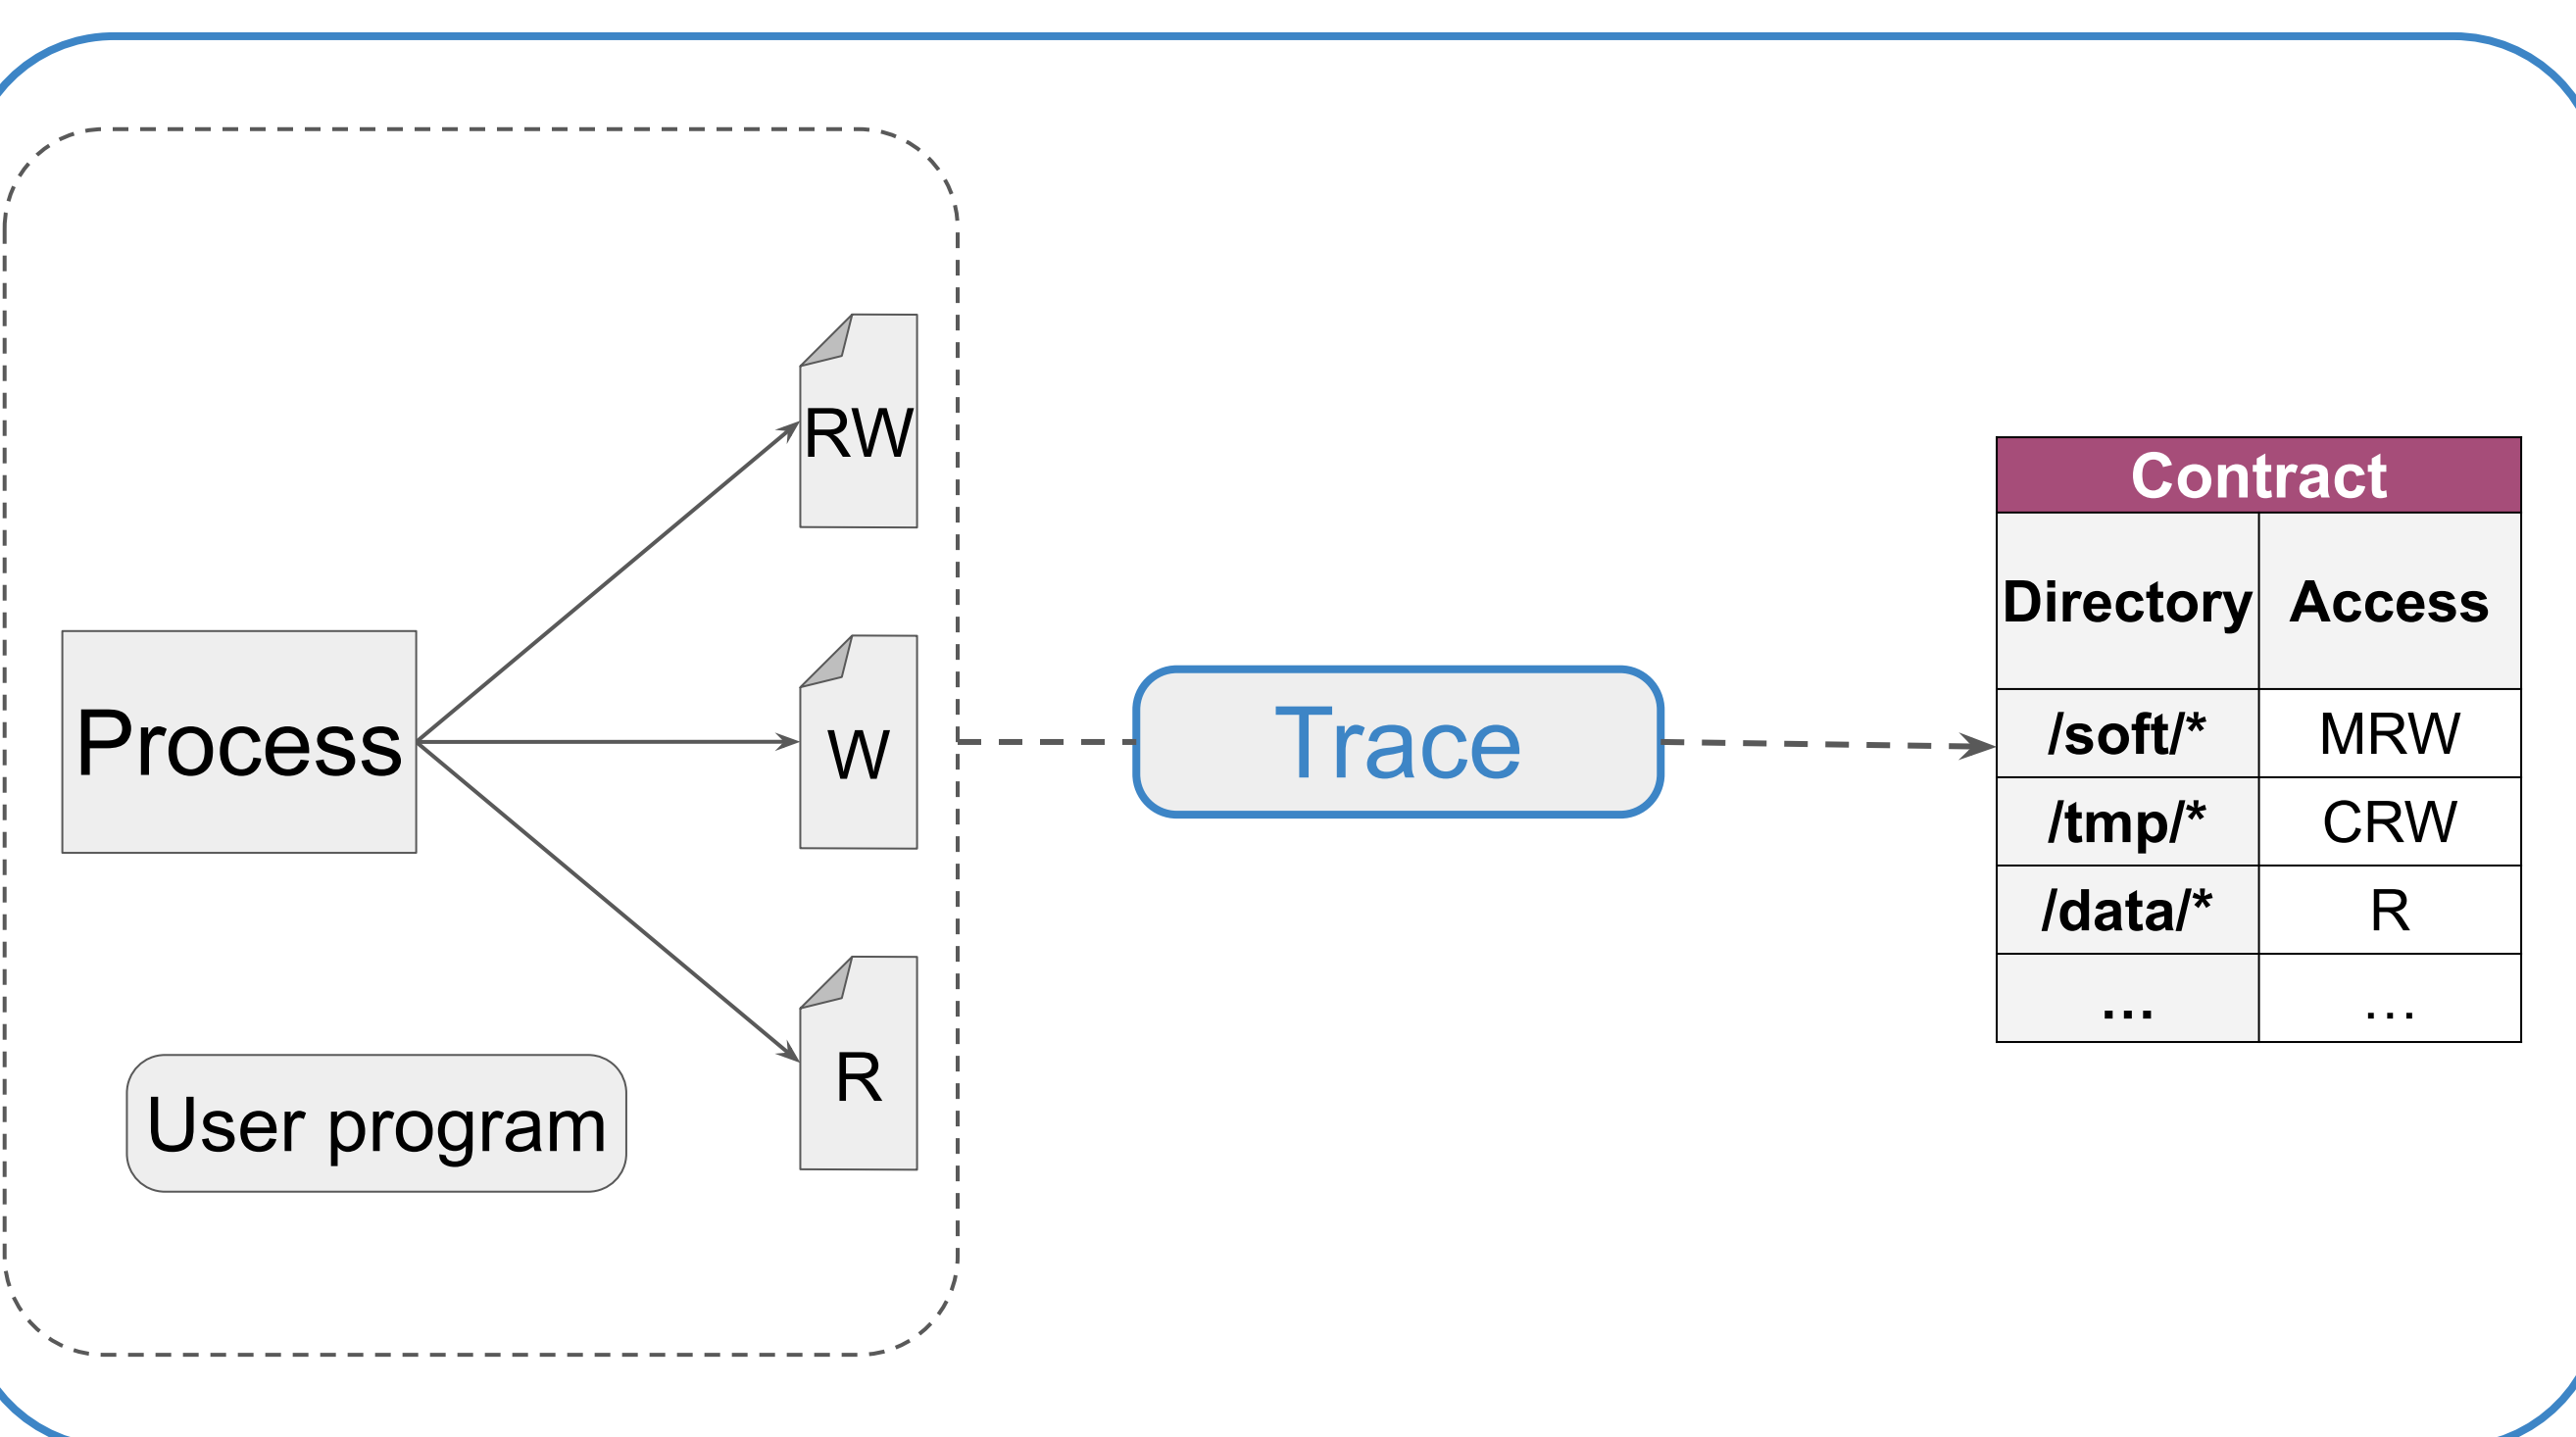 RW
Process
W
R
User program
Trace
Contract
Directory Access
/soft/* MRW
/tmp/* CRW
/data/* R
... ...